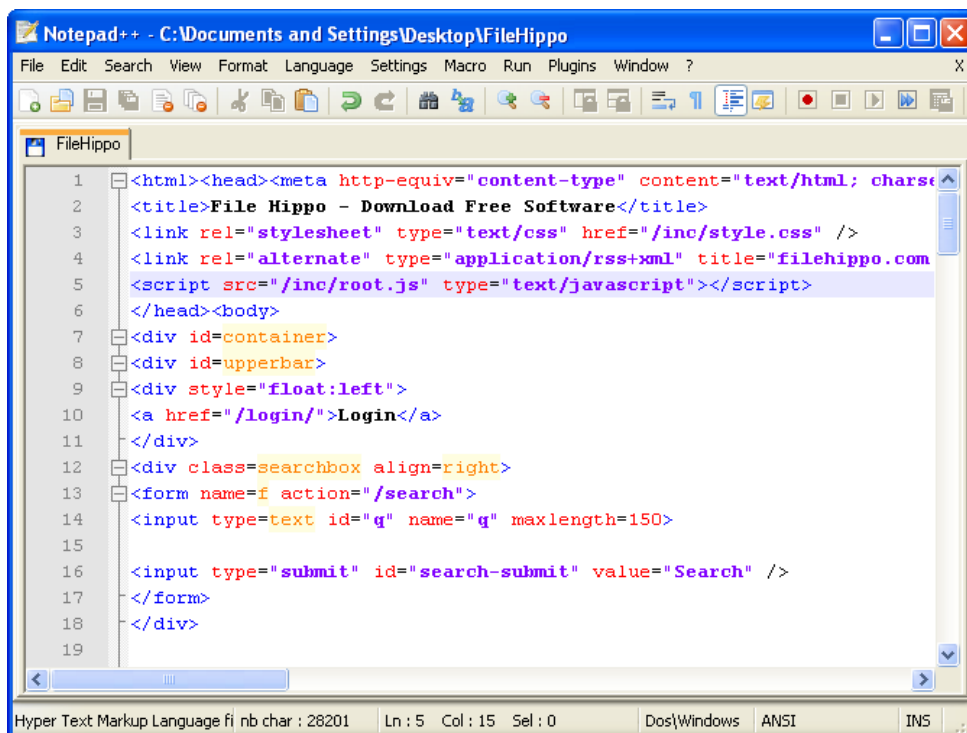 Notepad++ - C:\Documents and Settings\Desktop\FileHippo
File Edit Search View Format Language Settings Macro Run Plugins Window ? X
FileHippo
1 <html><head><meta http-equiv="content-type" content="text/html; charse
2 <title>File Hippo - Download Free Software</title>
3 <link rel="stylesheet" type="text/css" href="/inc/style.css" />
4 <link rel="alternate" type="application/rss+xml" title="filehippo.com
5 <script src="/inc/root.js" type="text/javascript"></script>
6 </head><body>
7 <div id=container>
8 <div id=upperbar>
9 <div style="float:left">
10 <a href="/login/">Login</a>
11 </div>
12 <div class=searchbox align=right>
13 <form name=f action="/search">
14 <input type=text id="q" name="q" maxlength=150>
15
16 <input type="submit" id="search-submit" value="Search" />
17 </form>
18 </div>
19
Hyper Text Markup Language fi nb char : 28201 Ln : 5 Col : 15 Sel : 0 Dos\Windows ANSI INS